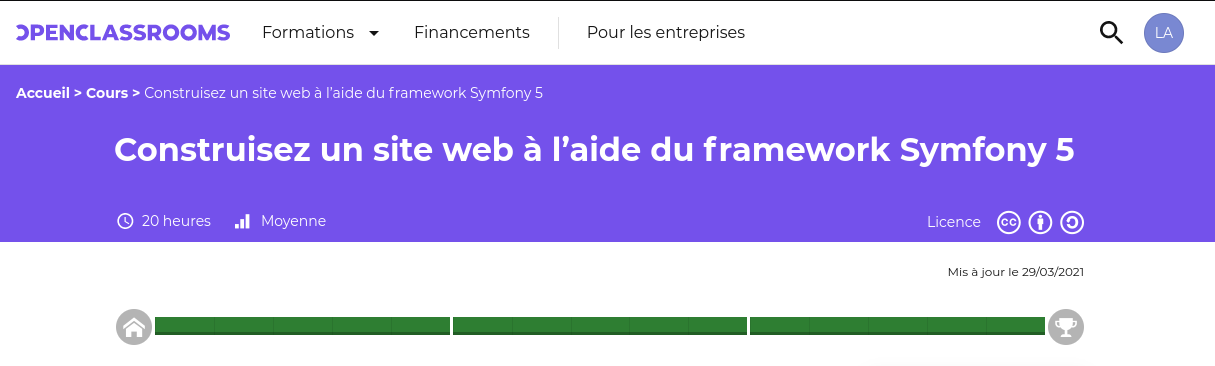 OPENCLASSROOMS Formations Financements Pour les entreprises LA
Accueil > Cours > Construisez un site web à l’aide du framework Symfony 5
Construisez un site web à l’aide du framework Symfony 5
20 heures Moyenne Licence cc
Mis à jour le 29/03/2021